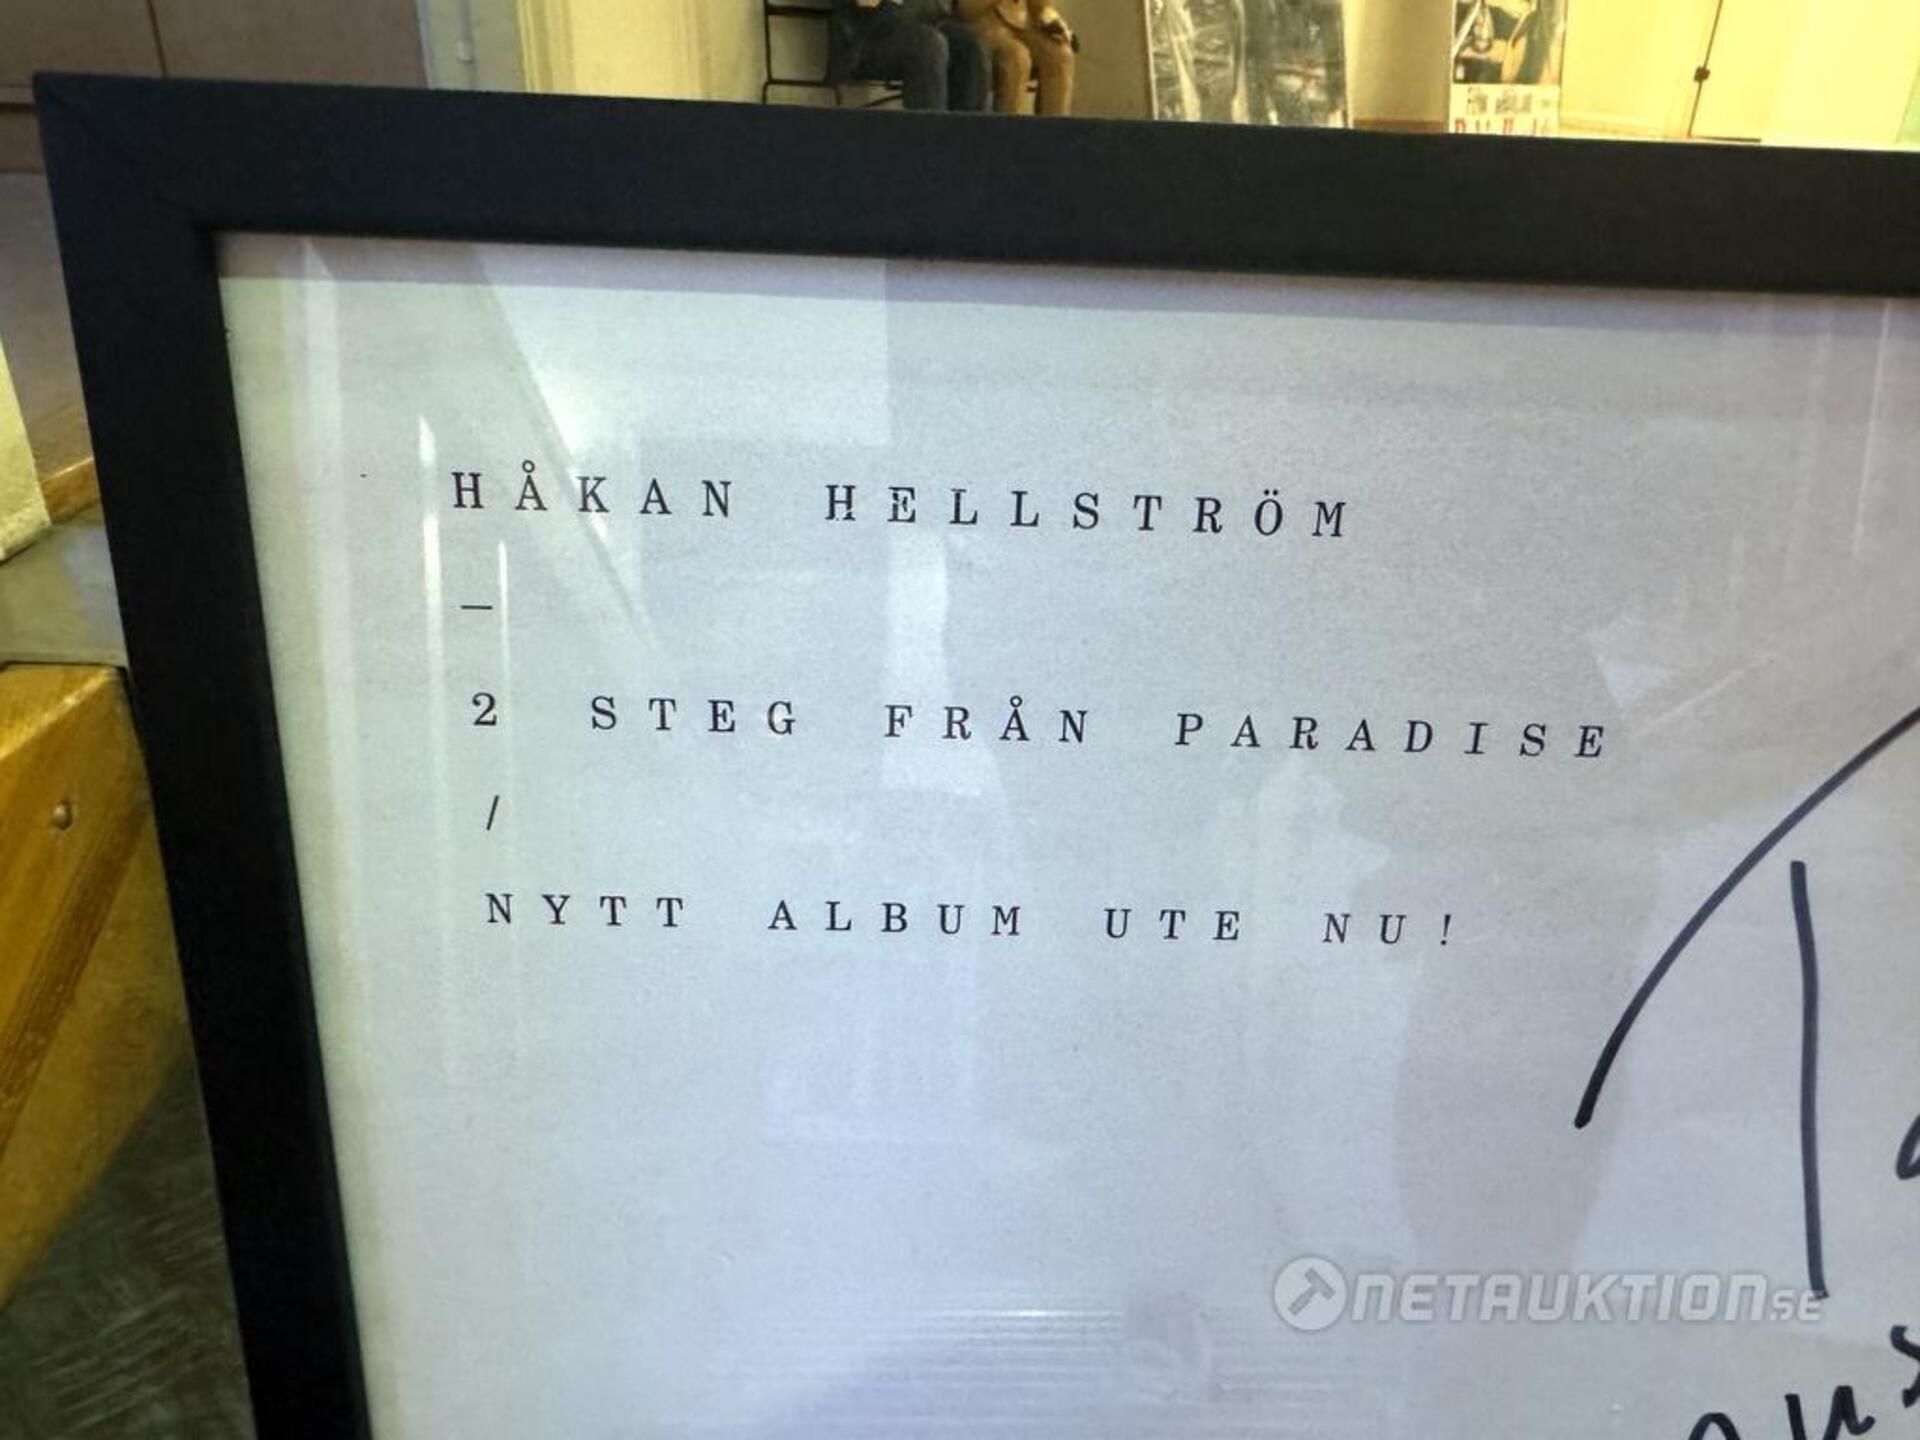 HÅKAN HELLSTRÖM
–
2 STEG FRÅN PARADISE
/
NYTT ALBUM UTE NU!
NETAUKTION.SE